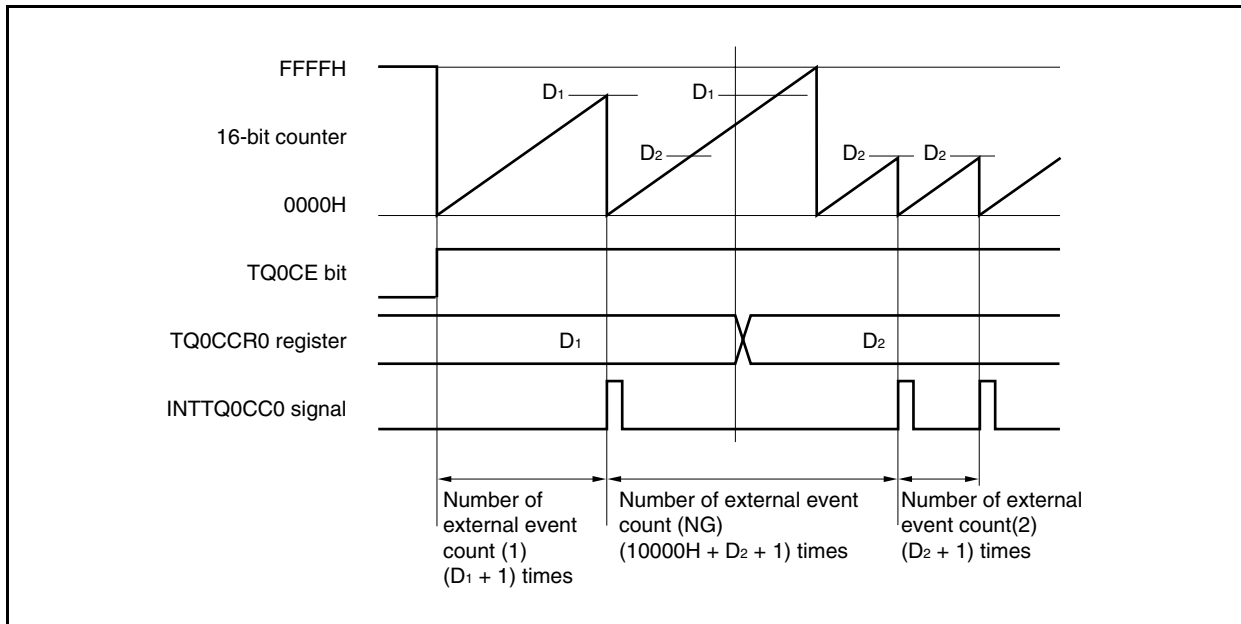 FFFFH
D1
D1
16-bit counter
D2
D2
D2
0000H
TQ0CE bit
TQ0CCR0 register
D1
D2
INTTQ0CC0 signal
Number of
external event
count (1)
(D1 + 1) times
Number of external event
count (NG)
(10000H + D2 + 1) times
Number of external
event count(2)
(D2 + 1) times